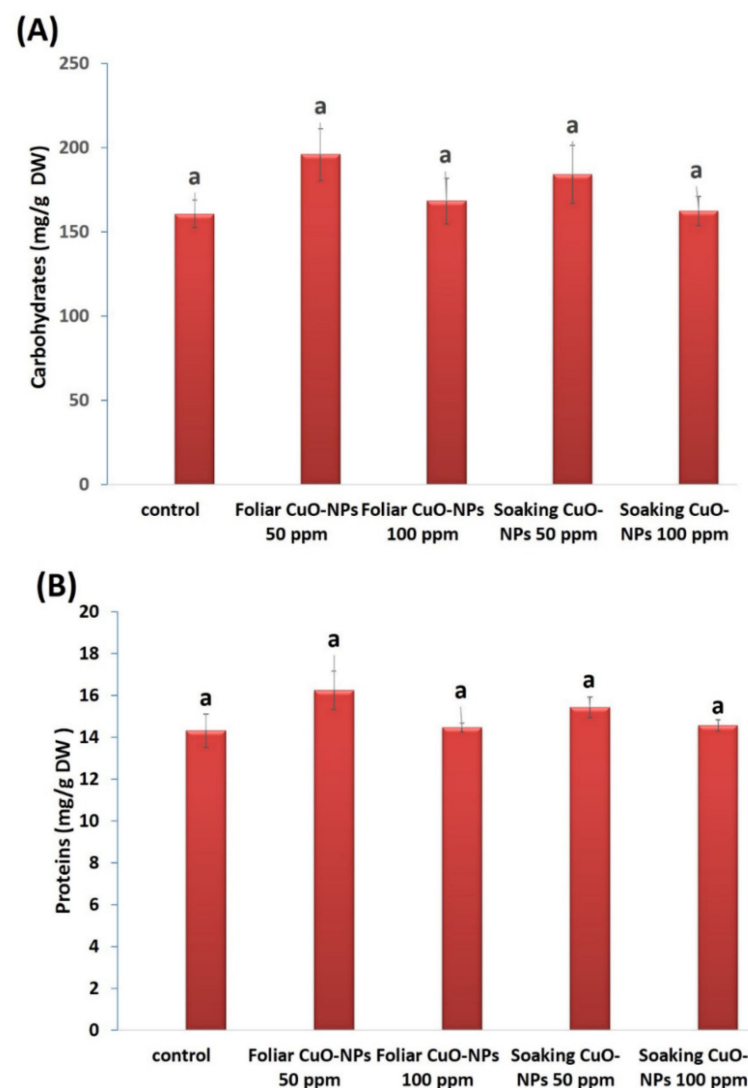 (A)
Carbohydrates (mg/g DW)
250
200
150
100
50
0
a
a
a
a
a
control
Foliar CuO-NPs
50 ppm
Foliar CuO-NPs
100 ppm
Soaking CuO-
NPs 50 ppm
Soaking CuO-
NPs 100 ppm
(B)
Proteins (mg/g DW )
20
18
16
14
12
10
8
6
4
2
0
a
a
a
a
a
control
Foliar CuO-NPs
50 ppm
Foliar CuO-NPs
100 ppm
Soaking CuO-
NPs 50 ppm
Soaking CuO-
NPs 100 ppm